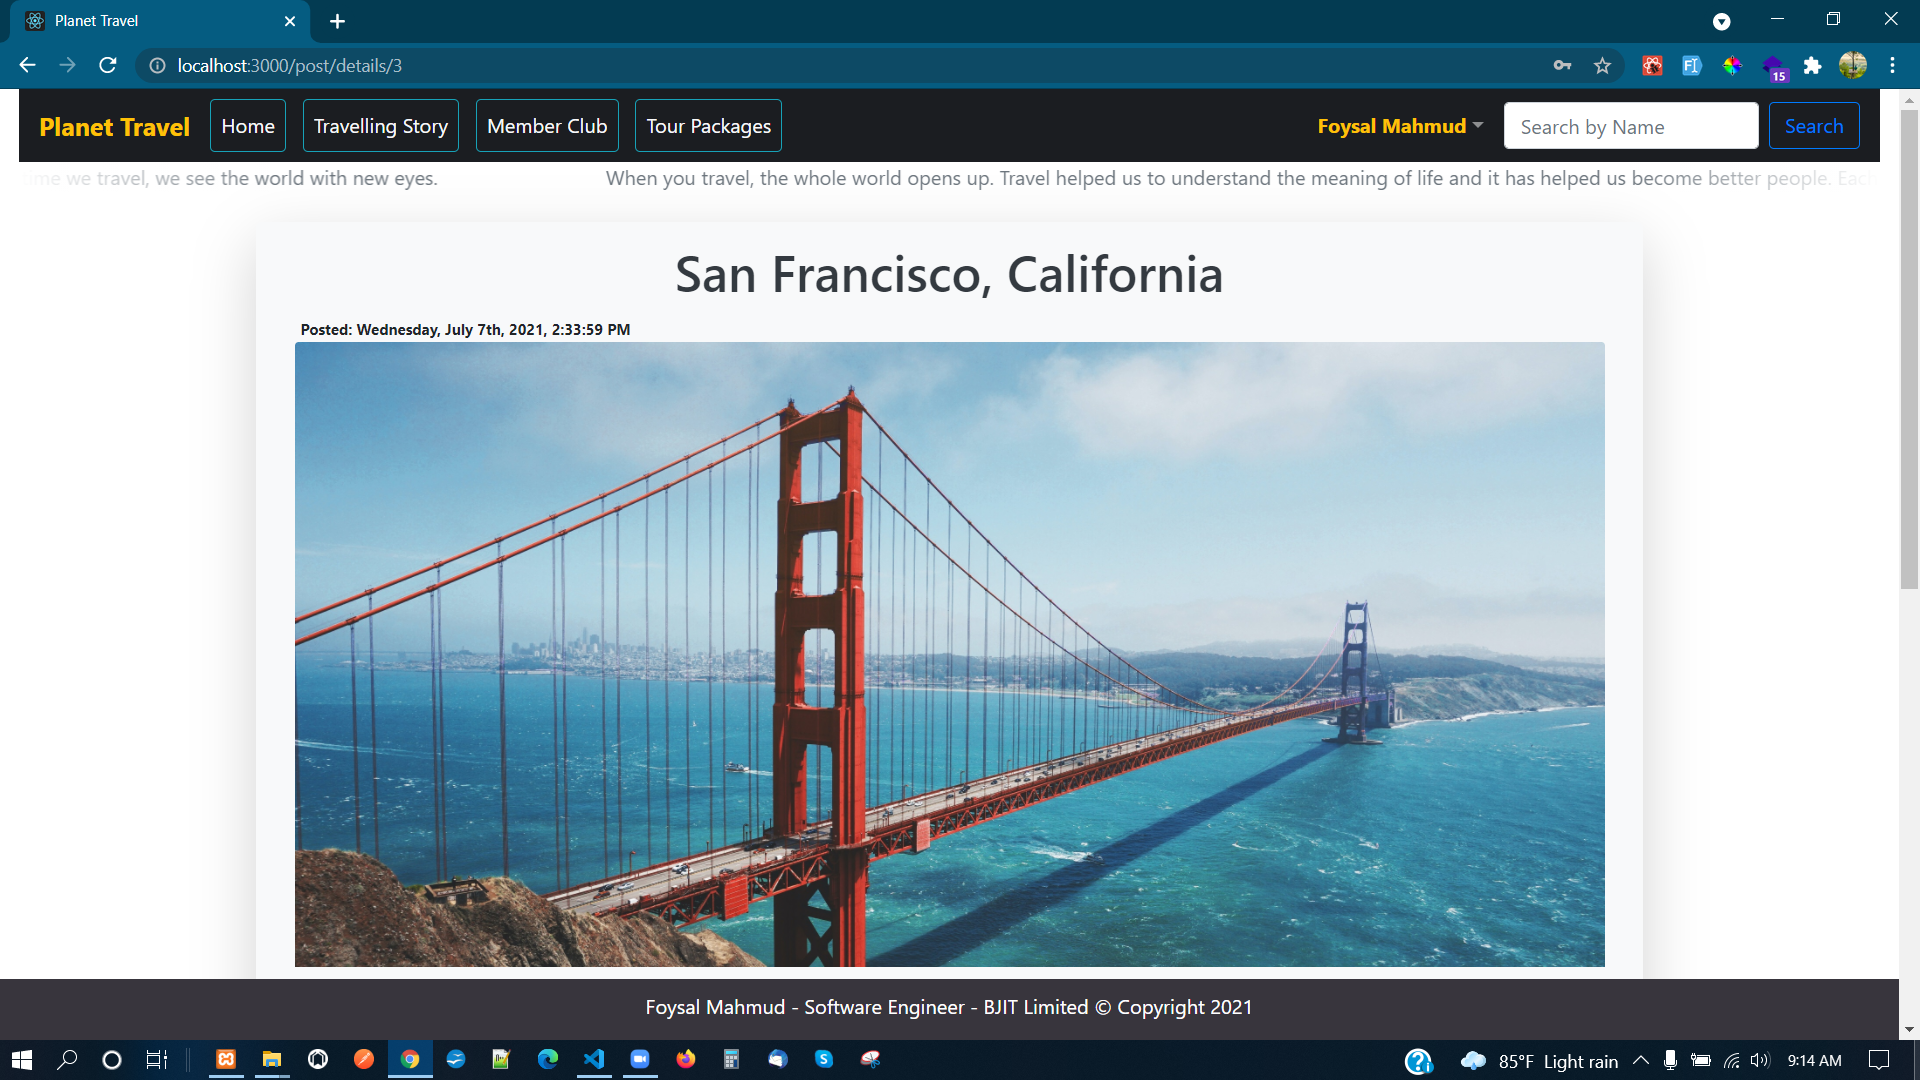 Planet Travel
localhost:3000/post/details/3
15
Planet Travel Home Travelling Story Member Club Tour Packages Foysal Mahmud Search by Name Search
time we travel, we see the world with new eyes. When you travel, the whole world opens up. Travel helped us to understand the meaning of life and it has helped us become better people. Each
San Francisco, California
Posted: Wednesday, July 7th, 2021, 2:33:59 PM
Foysal Mahmud - Software Engineer - BJIT Limited © Copyright 2021
85°F Light rain 9:14 AM